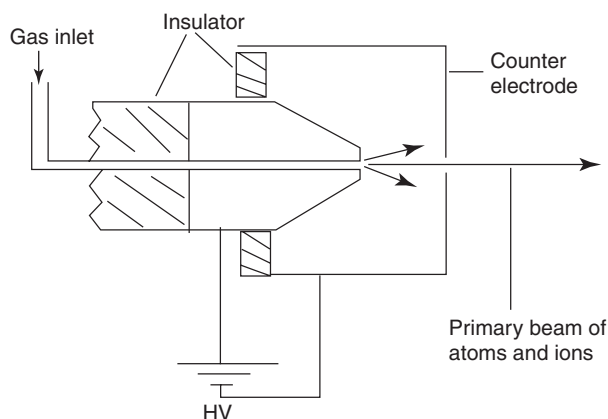 Insulator
Gas inlet
Counter
electrode
Primary beam of
atoms and ions
HV